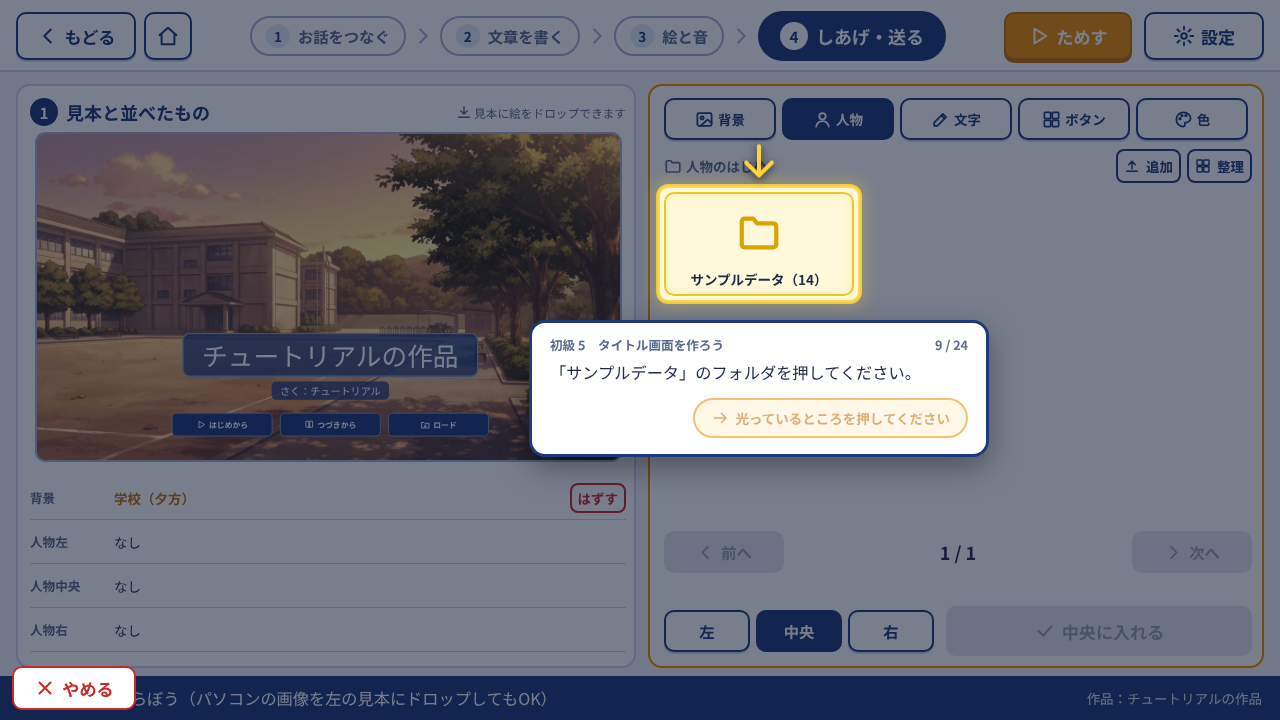 もどる
1 お話をつなぐ
2 文章を書く
3 絵と音
4 しあげ・送る
ためす
設定
1 見本と並べたもの
見本に絵をドロップできます
チュートリアルの作品
さく：チュートリアル
はじめから
つづきから
ロード
背景 学校（夕方） はずす
人物左 なし
人物中央 なし
人物右 なし
背景
人物
文字
ボタン
色
人物のは
追加
整理
サンプルデータ（14）
初級 5 タイトル画面を作ろう 9 / 24
「サンプルデータ」のフォルダを押してください。
光っているところを押してください
前へ
1 / 1
次へ
左
中央
右
中央に入れる
やめる
らぼう（パソコンの画像を左の見本にドロップしてもOK）
作品：チュートリアルの作品